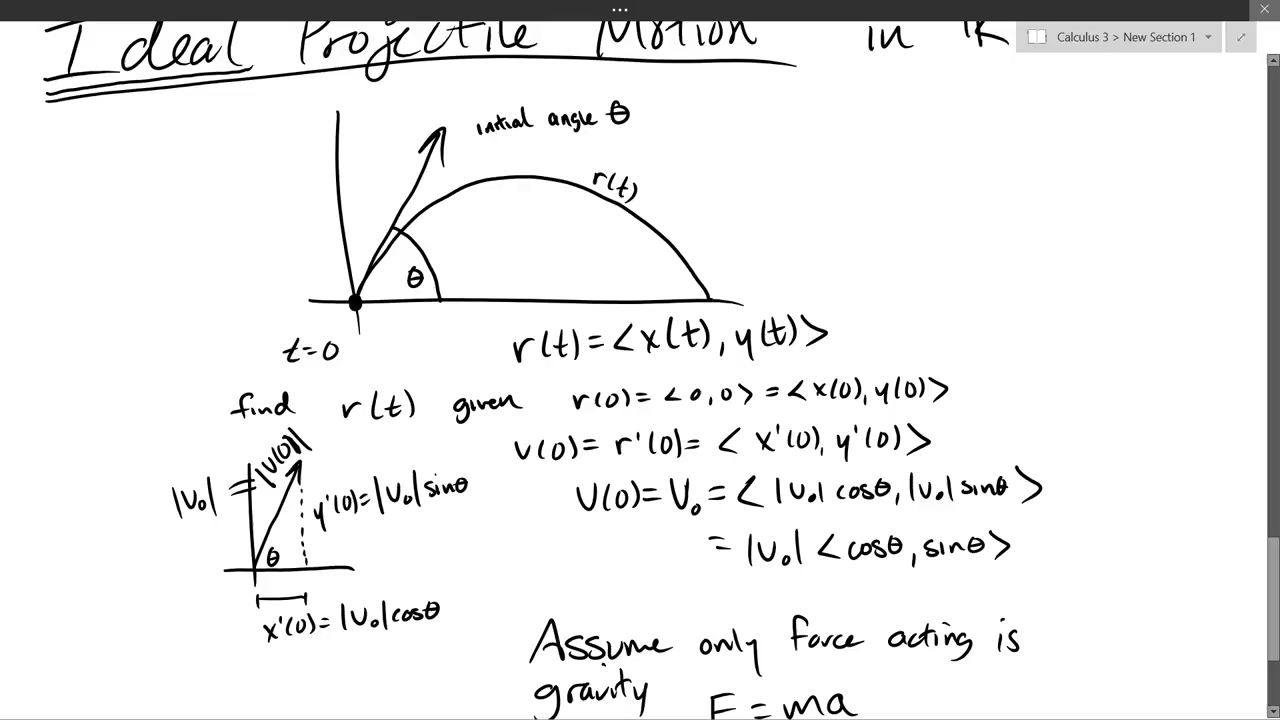 Ideal Projectile Motion in ℝ
Calculus 3 > New Section 1
initial angle θ
r(t)
θ
t=0
r(t)=<x(t), y(t)>
find r(t) given r(0)=<0,0>=<x(0), y(0)>
v(0)=r'(0)=<x'(0), y'(0)>
|v₀| = |v(0)|
y'(0)=|v₀|sinθ
θ
x'(0)=|v₀|cosθ
v(0)=v₀=<|v₀|cosθ, |v₀|sinθ>
=|v₀|<cosθ, sinθ>
Assume only force acting is
gravity F=ma